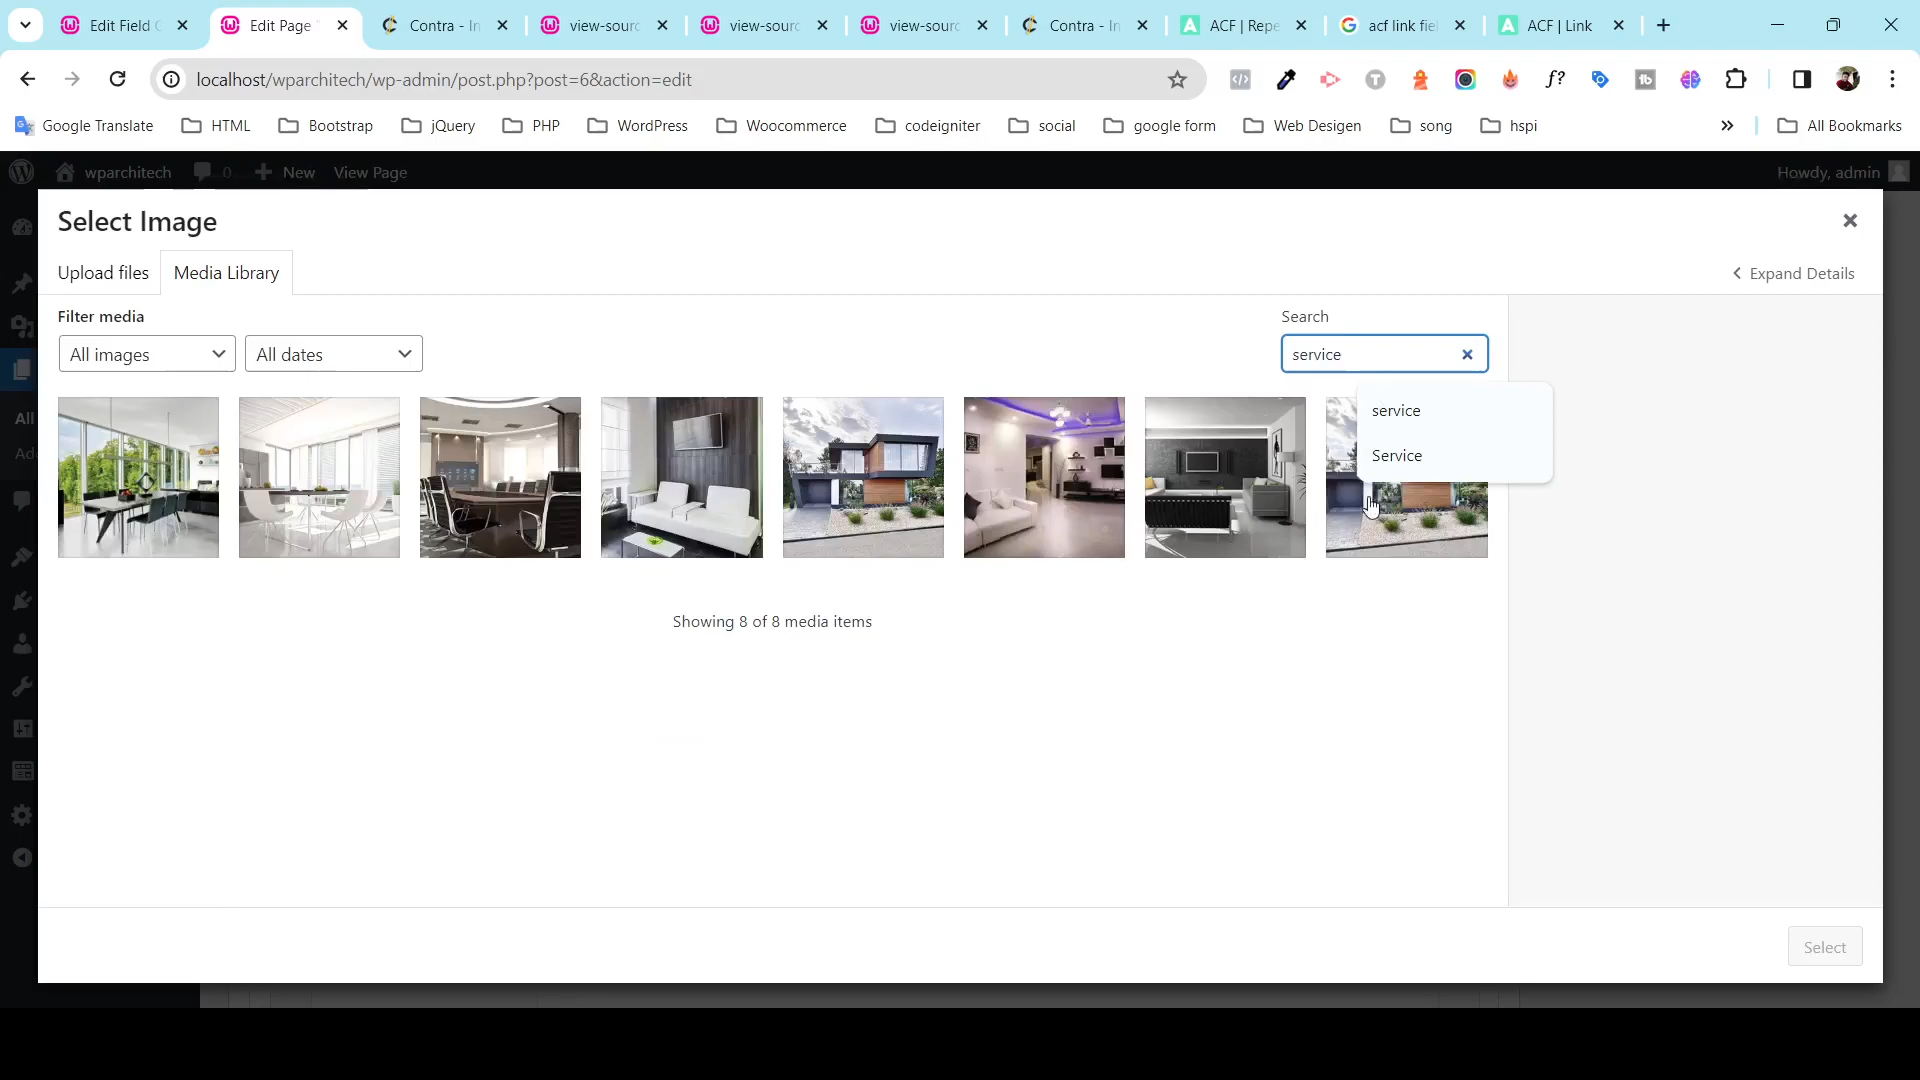 Edit Field G
Edit Page
Contra - In
view-sourc
view-sourc
view-sourc
Contra - In
ACF | Repe
acf link fie
ACF | Link
localhost/wparchitech/wp-admin/post.php?post=6&action=edit
Google Translate
HTML
Bootstrap
jQuery
PHP
WordPress
Woocommerce
codeigniter
social
google form
Web Desigen
song
hspi
All Bookmarks
wparchitech
0
New
View Page
Howdy, admin
Select Image
Upload files
Media Library
Expand Details
Filter media
Search
All images
All dates
service
service
Service
All
Showing 8 of 8 media items
Select